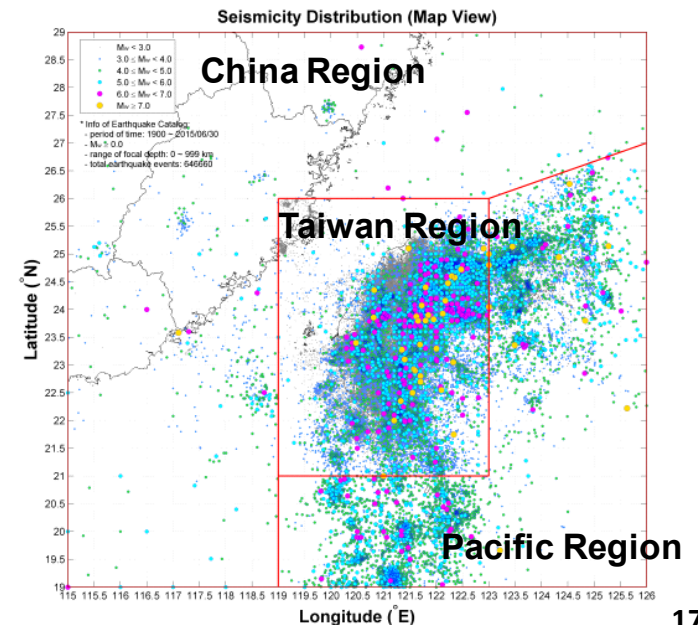 Seismicity Distribution (Map View)
29
28.5
28
27.5
27
26.5
26
25.5
25
24.5
24
23.5
23
22.5
22
21.5
21
20.5
20
19.5
19
Latitude (°N)
Mw < 3.0
3.0 ≤ Mw < 4.0
4.0 ≤ Mw < 5.0
5.0 ≤ Mw < 6.0
6.0 ≤ Mw < 7.0
Mw ≥ 7.0
* Info of Earthquake Catalog:
- period of time: 1900 ~ 2015/06/30
- Mw ≥ 0.0
- range of focal depth: 0 ~ 999 km
- total earthquake events: 646660
China Region
Taiwan Region
Pacific Region
115 115.5 116 116.5 117 117.5 118 118.5 119 119.5 120 120.5 121 121.5 122 122.5 123 123.5 124 124.5 125 125.5 126
Longitude (°E)
17